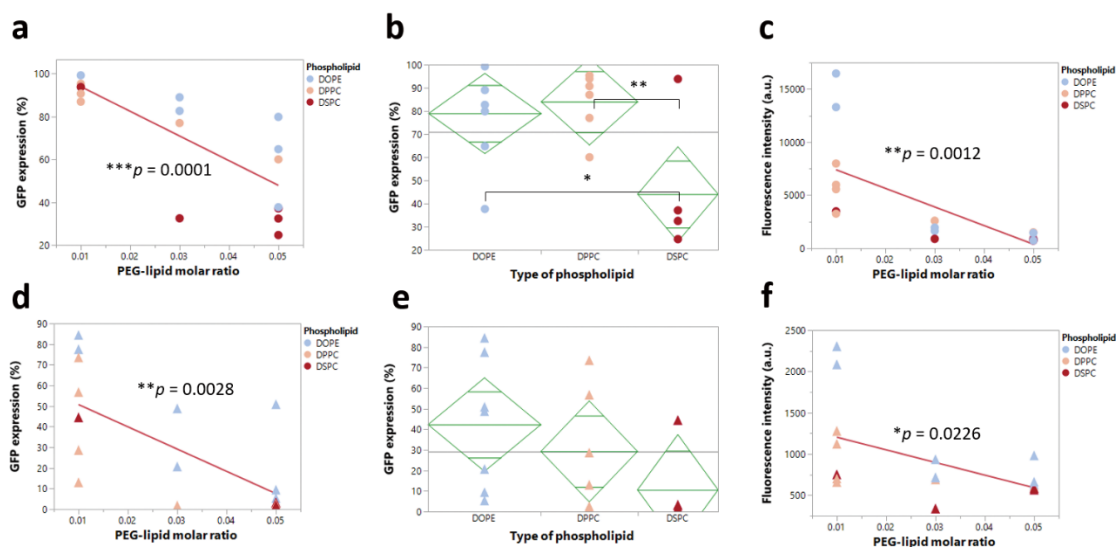 a
Phospholipid
DOPE
DPPC
DSPC
GFP expression (%)
100
80
60
40
20
***p = 0.0001
0.01
0.02
0.03
0.04
0.05
PEG-lipid molar ratio
b
GFP expression (%)
100
90
80
70
60
50
40
30
20
**
*
DOPE
DPPC
DSPC
Type of phospholipid
c
Phospholipid
DOPE
DPPC
DSPC
Fluorescence intensity (a.u.)
15000
10000
5000
0
**p = 0.0012
0.01
0.02
0.03
0.04
0.05
PEG-lipid molar ratio
d
Phospholipid
DOPE
DPPC
DSPC
GFP expression (%)
90
80
70
60
50
40
30
20
10
0
**p = 0.0028
0.01
0.02
0.03
0.04
0.05
PEG-lipid molar ratio
e
GFP expression (%)
90
80
70
60
50
40
30
20
10
0
DOPE
DPPC
DSPC
Type of phospholipid
f
Phospholipid
DOPE
DPPC
DSPC
Fluorescence intensity (a.u.)
2500
2000
1500
1000
500
*p = 0.0226
0.01
0.02
0.03
0.04
0.05
PEG-lipid molar ratio